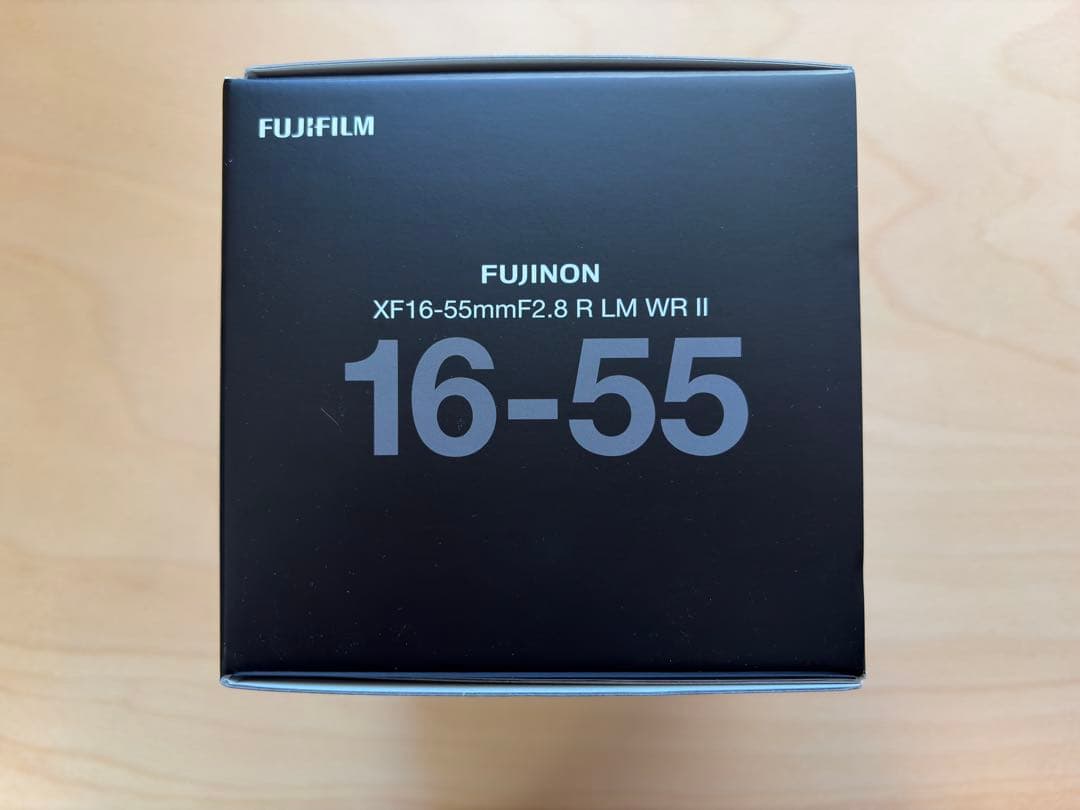 FUJIFILM
FUJINON
XF16-55mmF2.8 R LM WR II
16-55